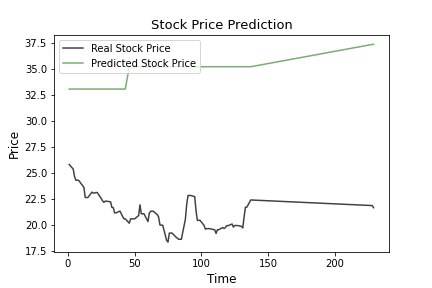 Stock Price Prediction
Real Stock Price
Predicted Stock Price
37.5
35.0
32.5
30.0
27.5
25.0
22.5
20.0
17.5
Price
0 50 100 150 200
Time